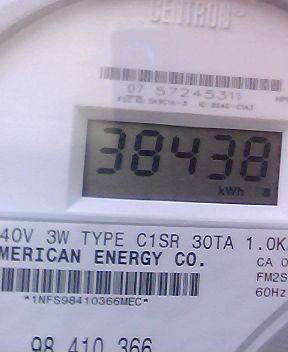 CENTRON
07 57245311
38438
kWh
40V 3W TYPE C1SR 30TA 1.0K
MERICAN ENERGY CO.
CA 0
FM2S
60Hz
*1NFS98410366MEC*
98 410 366